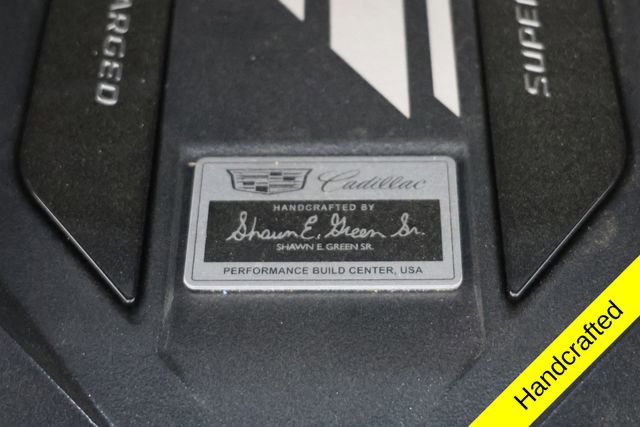 ARGED
SUPER
Cadillac
HANDCRAFTED BY
Shawn E. Green Sr.
SHAWN E. GREEN SR.
PERFORMANCE BUILD CENTER, USA
Handcrafted